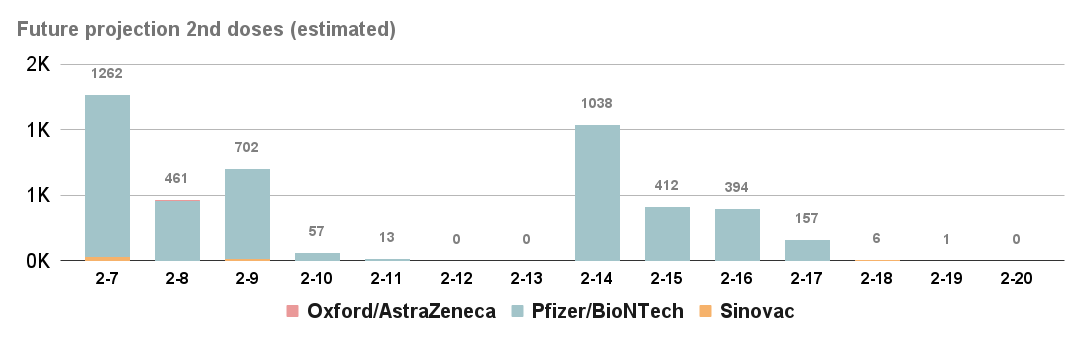 Future projection 2nd doses (estimated)
2K
1262
1K
1038
702
1K
461
412
394
157
57
13
0
0
6
1
0
0K
2-7 2-8 2-9 2-10 2-11 2-12 2-13 2-14 2-15 2-16 2-17 2-18 2-19 2-20
Oxford/AstraZeneca Pfizer/BioNTech Sinovac